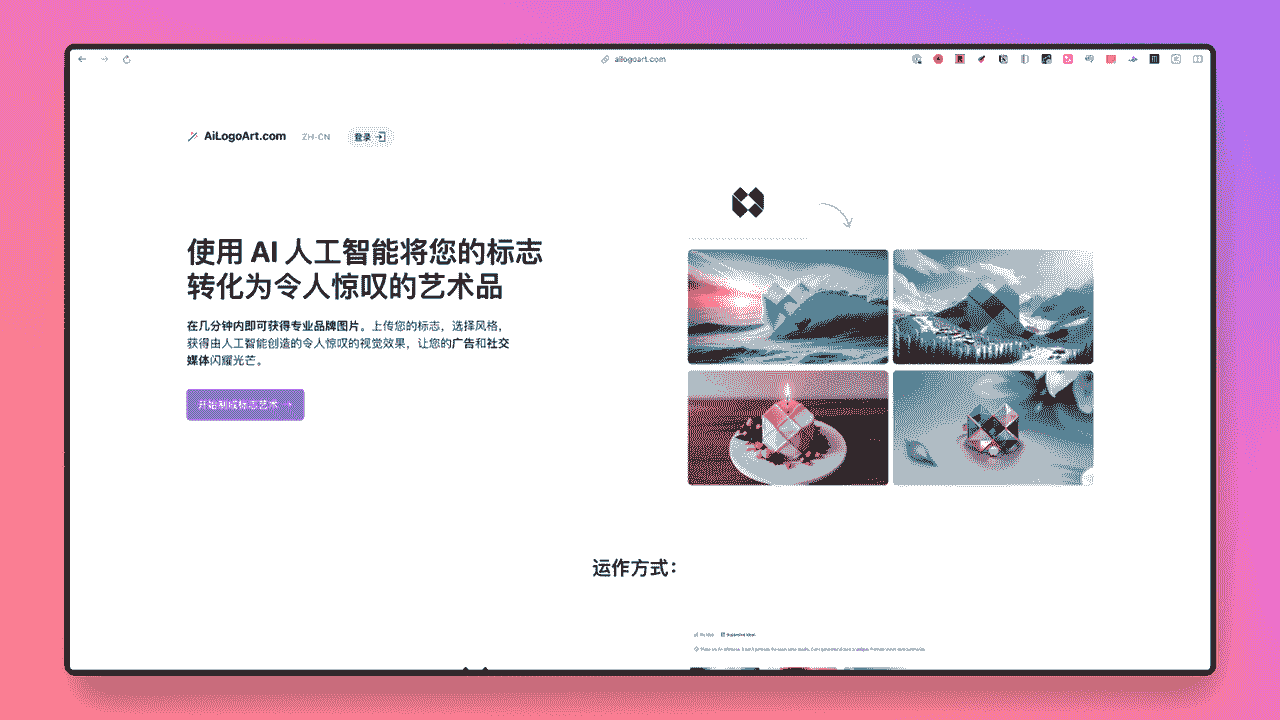 ailogoart.com
AiLogoArt.com
ZH-CN
登录
使用 AI 人工智能将您的标志
转化为令人惊叹的艺术品
在几分钟内即可获得专业品牌图片。上传您的标志，选择风格，
获得由人工智能创造的令人惊叹的视觉效果，让您的广告和社交
媒体闪耀光芒。
开始制成标志艺术 →
运作方式：